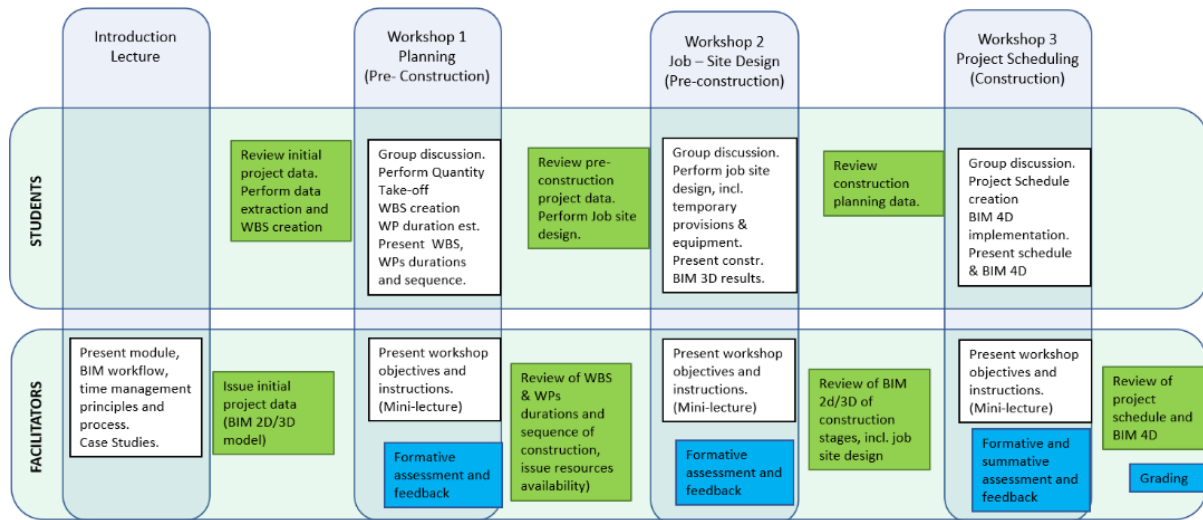 Introduction
Lecture
Workshop 1
Planning
(Pre- Construction)
Workshop 2
Job – Site Design
(Pre-construction)
Workshop 3
Project Scheduling
(Construction)
STUDENTS
Review initial
project data.
Perform data
extraction and
WBS creation
Group discussion.
Perform Quantity
Take-off
WBS creation
WP duration est.
Present WBS,
WPs durations
and sequence.
Review pre-
construction
project data.
Perform Job site
design.
Group discussion.
Perform job site
design, incl.
temporary
provisions &
equipment.
Present constr.
BIM 3D results.
Review
construction
planning data.
Group discussion.
Project Schedule
creation
BIM 4D
implementation.
Present schedule
& BIM 4D
FACILITATORS
Present module,
BIM workflow,
time management
principles and
process.
Case Studies.
Issue initial
project data
(BIM 2D/3D
model)
Present workshop
objectives and
instructions.
(Mini-lecture)
Formative
assessment and
feedback
Review of WBS
& WPs
durations and
sequence of
construction,
issue resources
availability)
Present workshop
objectives and
instructions.
(Mini-lecture)
Formative
assessment and
feedback
Review of BIM
2d/3D of
construction
stages, incl. job
site design
Present workshop
objectives and
instructions.
(Mini-lecture)
Formative and
summative
assessment and
feedback
Review of
project
schedule and
BIM 4D
Grading